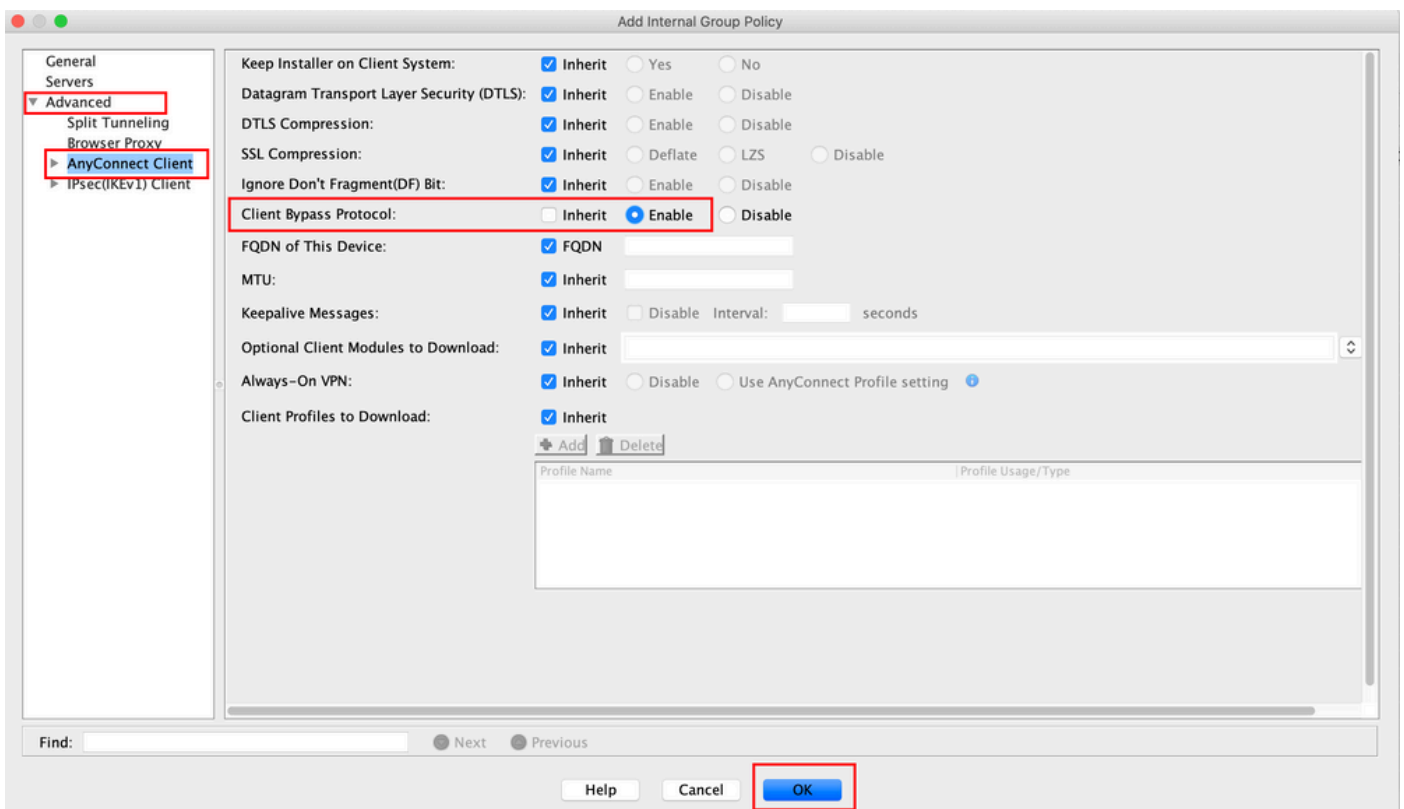 Add Internal Group Policy
General
Servers
Advanced
Split Tunneling
Browser Proxy
AnyConnect Client
IPsec(IKEv1) Client
Keep Installer on Client System: Inherit Yes No
Datagram Transport Layer Security (DTLS): Inherit Enable Disable
DTLS Compression: Inherit Enable Disable
SSL Compression: Inherit Deflate LZS Disable
Ignore Don't Fragment(DF) Bit: Inherit Enable Disable
Client Bypass Protocol: Inherit Enable Disable
FQDN of This Device: FQDN
MTU: Inherit
Keepalive Messages: Inherit Disable Interval: seconds
Optional Client Modules to Download: Inherit
Always-On VPN: Inherit Disable Use AnyConnect Profile setting
Client Profiles to Download: Inherit
Add Delete
Profile Name Profile Usage/Type
Find: Next Previous
Help Cancel OK